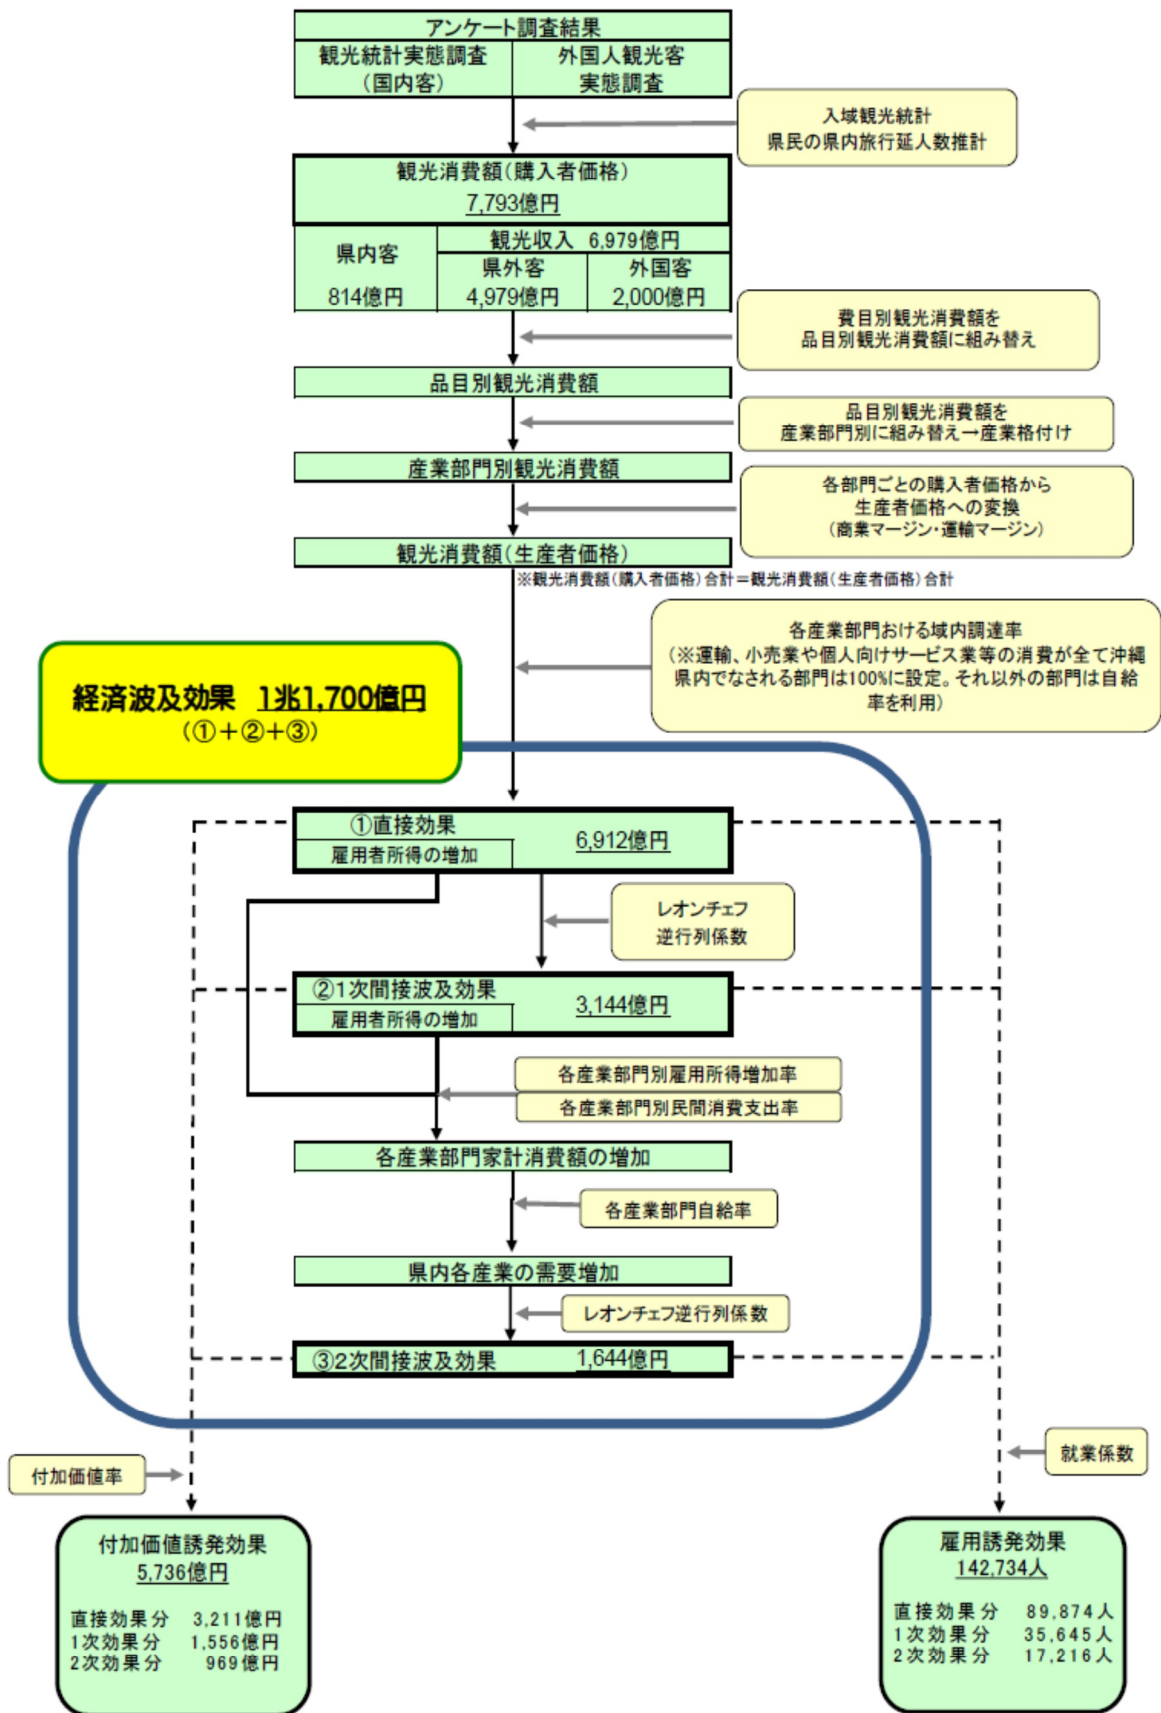 アンケート調査結果
観光統計実態調査
(国内客)
外国人観光客
実態調査
入域観光統計
県民の県内旅行延人数推計
観光消費額(購入者価格)
7,793億円
県内客
814億円
観光収入 6,979億円
県外客
4,979億円
外国客
2,000億円
費目別観光消費額を
品目別観光消費額に組み替え
品目別観光消費額
品目別観光消費額を
産業部門別に組み替え→産業格付け
産業部門別観光消費額
各部門ごとの購入者価格から
生産者価格への変換
(商業マージン・運輸マージン)
観光消費額(生産者価格)
※観光消費額(購入者価格)合計=観光消費額(生産者価格)合計
各産業部門おける域内調達率
(※運輸、小売業や個人向けサービス業等の消費が全て沖縄
県内でなされる部門は100%に設定。それ以外の部門は自給
率を利用)
経済波及効果 1兆1,700億円
(①+②+③)
①直接効果
雇用者所得の増加
6,912億円
レオンチェフ
逆行列係数
②1次間接波及効果
雇用者所得の増加
3,144億円
各産業部門別雇用所得増加率
各産業部門別民間消費支出率
各産業部門家計消費額の増加
各産業部門自給率
県内各産業の需要増加
レオンチェフ逆行列係数
③2次間接波及効果 1,644億円
付加価値率
就業係数
付加価値誘発効果
5,736億円
直接効果分 3,211億円
1次効果分 1,556億円
2次効果分 969億円
雇用誘発効果
142,734人
直接効果分 89,874人
1次効果分 35,645人
2次効果分 17,216人